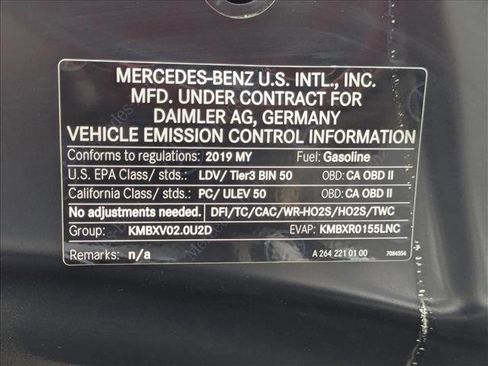 MERCEDES-BENZ U.S. INTL., INC.
MFD. UNDER CONTRACT FOR
DAIMLER AG, GERMANY
VEHICLE EMISSION CONTROL INFORMATION
Conforms to regulations: 2019 MY Fuel: Gasoline
U.S. EPA Class/ stds.: LDV/ Tier3 BIN 50 OBD: CA OBD II
California Class/ stds.: PC/ ULEV 50 OBD: CA OBD II
No adjustments needed. DFI/TC/CAC/WR-HO2S/HO2S/TWC
Group: KMBXV02.0U2D EVAP: KMBXR0155LNC
Remarks: n/a A 264 221 01 00 7084554